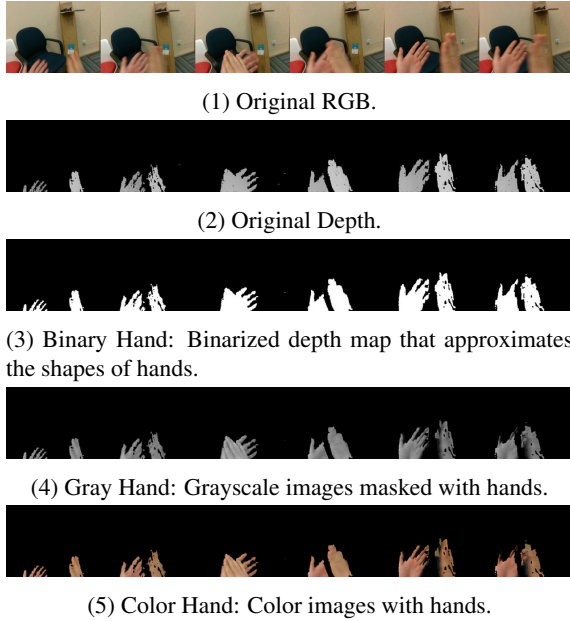 (1) Original RGB.
(2) Original Depth.
(3) Binary Hand: Binarized depth map that approximates
the shapes of hands.
(4) Gray Hand: Grayscale images masked with hands.
(5) Color Hand: Color images with hands.